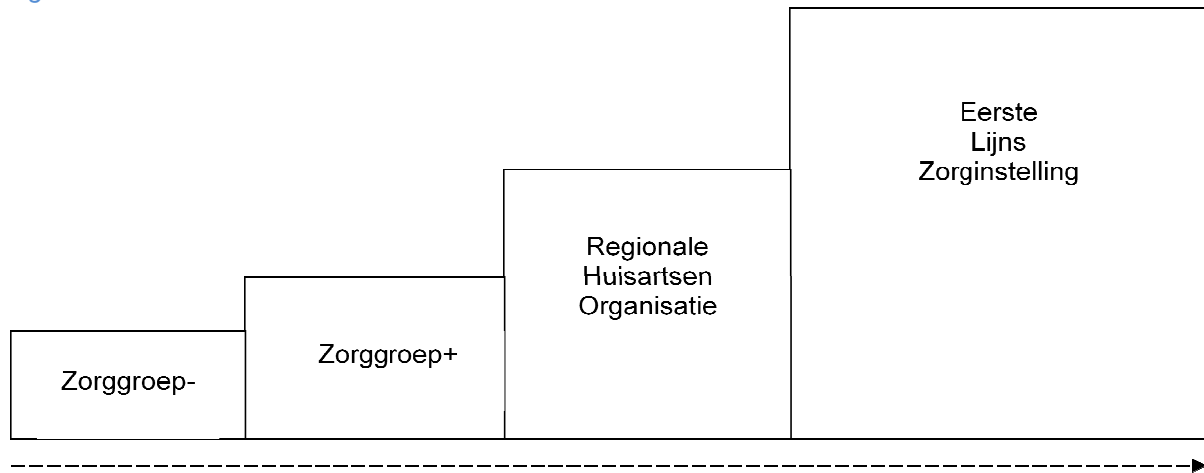 Eerste
Lijns
Zorginstelling
Regionale
Huisartsen
Organisatie
Zorggroep+
Zorggroep-